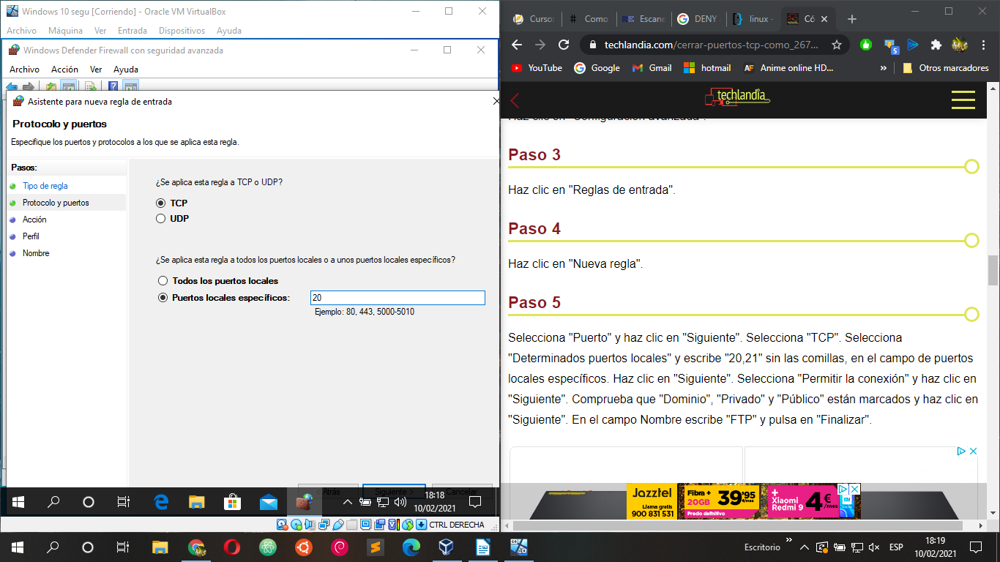 Windows 10 segu [Corriendo] - Oracle VM VirtualBox
Archivo Máquina Ver Entrada Dispositivos Ayuda
Windows Defender Firewall con seguridad avanzada
Archivo Acción Ver Ayuda
Asistente para nueva regla de entrada
Protocolo y puertos
Especifique los puertos y protocolos a los que se aplica esta regla.
Pasos:
Tipo de regla
Protocolo y puertos
Acción
Perfil
Nombre
¿Se aplica esta regla a TCP o UDP?
TCP
UDP
¿Se aplica esta regla a todos los puertos locales o a unos puertos locales específicos?
Todos los puertos locales
Puertos locales específicos: 20
Ejemplo: 80, 443, 5000-5010
Atrás Siguiente > Cancelar
18:18
10/02/2021
CTRL DERECHA
Curso: Como Escane DENY linux - Có
techlandia.com/cerrar-puertos-tcp-como_267...
5
YouTube Google Gmail hotmail AF Anime online HD... » Otros marcadores
techlandia
Haz clic en "Configuración avanzada".
Paso 3
Haz clic en "Reglas de entrada".
Paso 4
Haz clic en "Nueva regla".
Paso 5
Selecciona "Puerto" y haz clic en "Siguiente". Selecciona "TCP". Selecciona
"Determinados puertos locales" y escribe "20,21" sin las comillas, en el campo de puertos
locales específicos. Haz clic en "Siguiente". Selecciona "Permitir la conexión" y haz clic en
"Siguiente". Comprueba que "Dominio", "Privado" y "Público" están marcados y haz clic en
"Siguiente". En el campo Nombre escribe "FTP" y pulsa en "Finalizar".
Jazztel
Llama gratis
900 831 531
Fibra +
20GB
39'95
€/mes
Precio definitivo
+
Xiaomi
Redmi 9
4€
/mes
Escritorio » ESP 18:19
10/02/2021